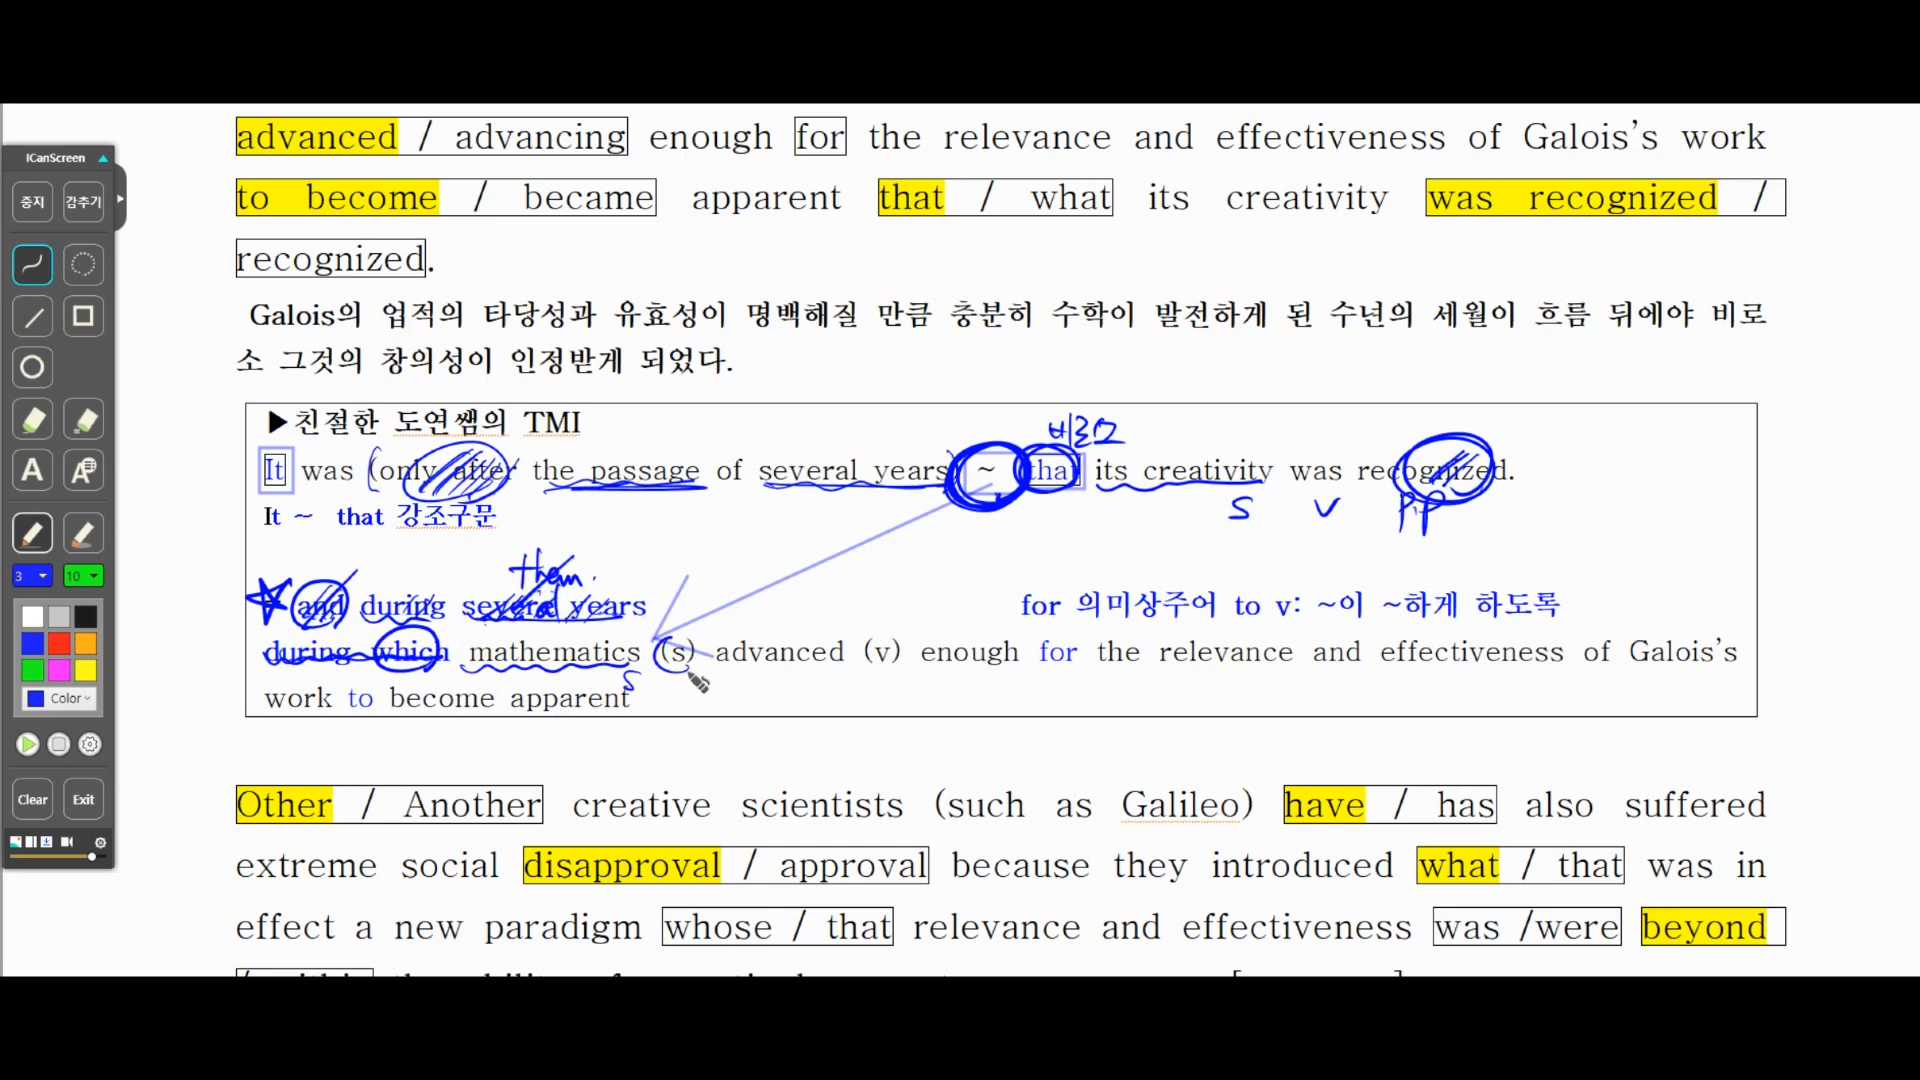 advanced / advancing enough for the relevance and effectiveness of Galois's work
to become / became apparent that / what its creativity was recognized /
recognized.
Galois의 업적의 타당성과 유효성이 명백해질 만큼 충분히 수학이 발전하게 된 수년의 세월이 흐름 뒤에야 비로
소 그것의 창의성이 인정받게 되었다.
▶친절한 도연쌤의 TMI
비로소
It was (only after the passage of several years) ~ that its creativity was recognized.
S V PP
It ~ that 강조구문
them.
and during several years
for 의미상주어 to v: ~이 ~하게 하도록
during which mathematics (s) advanced (v) enough for the relevance and effectiveness of Galois's
S
work to become apparent
Other / Another creative scientists (such as Galileo) have / has also suffered
extreme social disapproval / approval because they introduced what / that was in
effect a new paradigm whose / that relevance and effectiveness was /were beyond
ICanScreen
중지 감추기
A A
3 10
Color
Clear Exit